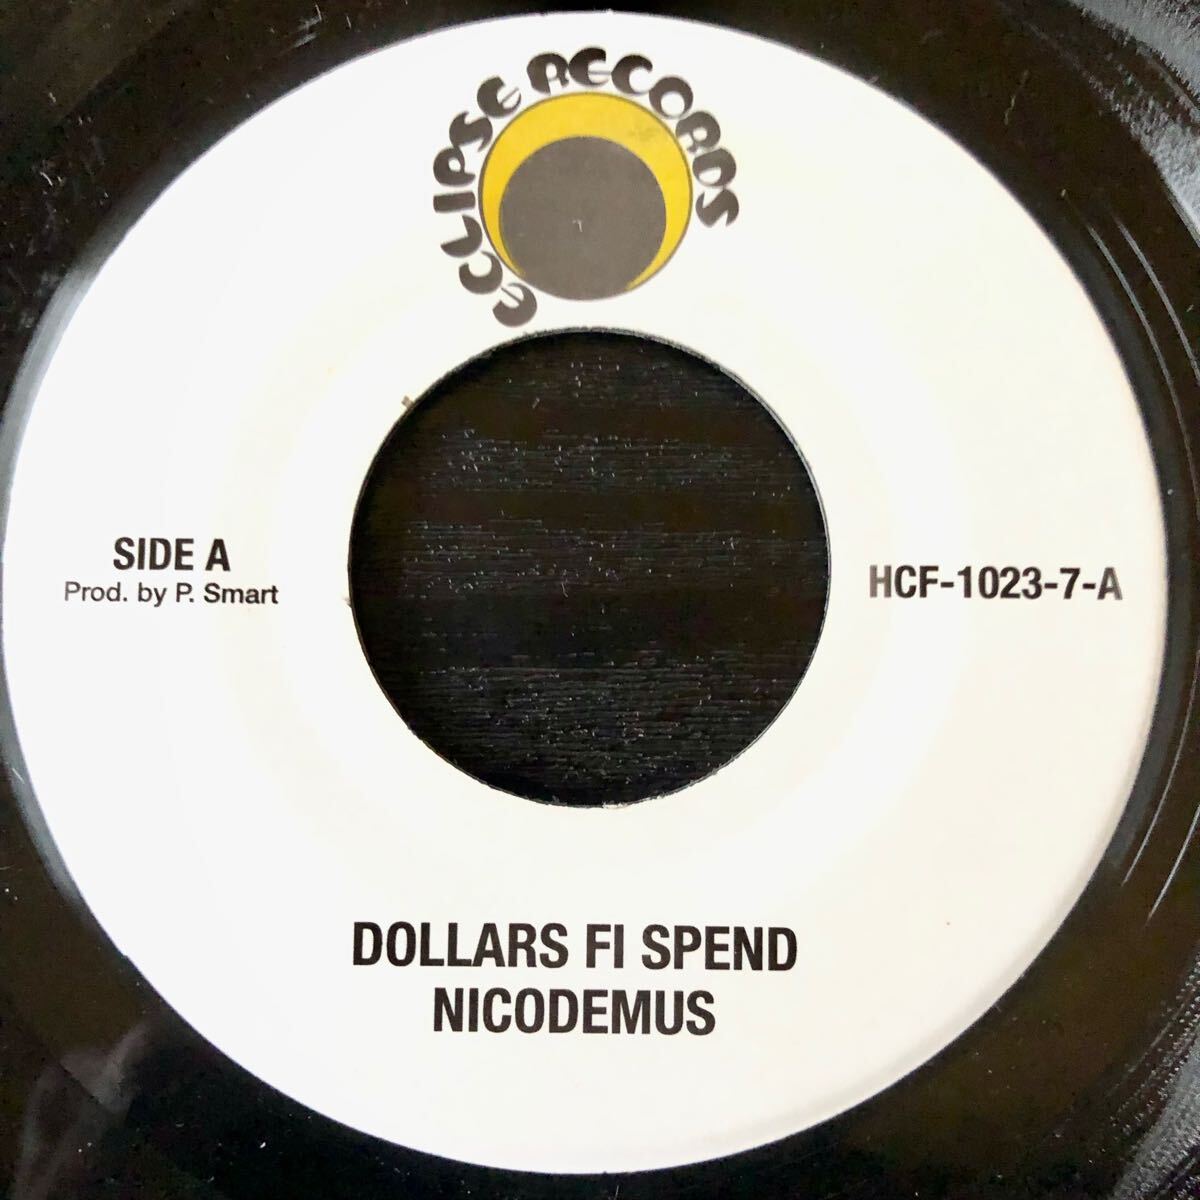 ECLIPSE RECORDS
SIDE A
Prod. by P. Smart
HCF-1023-7-A
DOLLARS FI SPEND
NICODEMUS